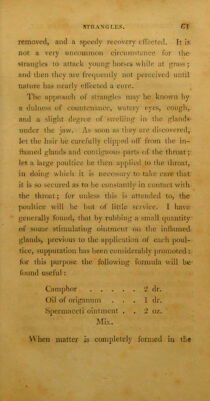 STRANGLES. 65
removed, and a speedy recovery effected. It is
not a very uncommon circumstance for the
strangles to attack young horses while at grass;
and then they are frequently not perceived until
nature has nearly effected a cure.
The approach of strangles may be known by
a dulness of countenance, watery eyes, cough,
and a slight degree of swelling in the glands
under the jaw. As soon as they are discovered,
let the hair be carefully clipped off from the in-
flamed glands and contiguous parts of the throat;
let a large poultice be then applied to the throat,
in doing which it is necessary to take care that
it is so secured as to be constantly in contact with
the throat; for unless this is attended to, the
poultice will be but of little service. I have
generally found, that by rubbing a small quantity
of some stimulating ointment on the inflamed
glands, previous to the application of each poul-
tice, suppuration has been considerably promoted:
for this purpose the following formula will be
found useful:
Camphor . . . . . . 2 dr.
Oil of origanum . . . 1 dr.
Spermaceti ointment . . 2 oz.
Mix.
When matter is completely formed in the